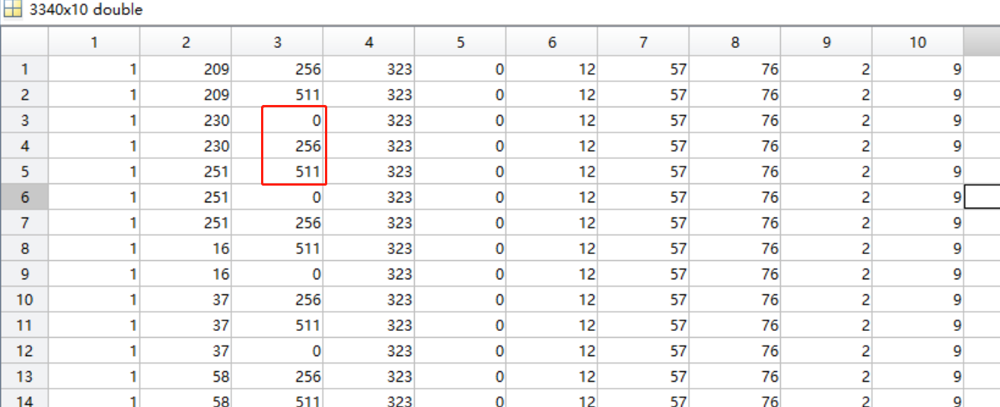 3340x10 double
1 2 3 4 5 6 7 8 9 10
1 1 209 256 323 0 12 57 76 2 9
2 1 209 511 323 0 12 57 76 2 9
3 1 230 0 323 0 12 57 76 2 9
4 1 230 256 323 0 12 57 76 2 9
5 1 251 511 323 0 12 57 76 2 9
6 1 251 0 323 0 12 57 76 2 9
7 1 251 256 323 0 12 57 76 2 9
8 1 16 511 323 0 12 57 76 2 9
9 1 16 0 323 0 12 57 76 2 9
10 1 37 256 323 0 12 57 76 2 9
11 1 37 511 323 0 12 57 76 2 9
12 1 37 0 323 0 12 57 76 2 9
13 1 58 256 323 0 12 57 76 2 9
14 1 58 511 323 0 12 57 76 2 9